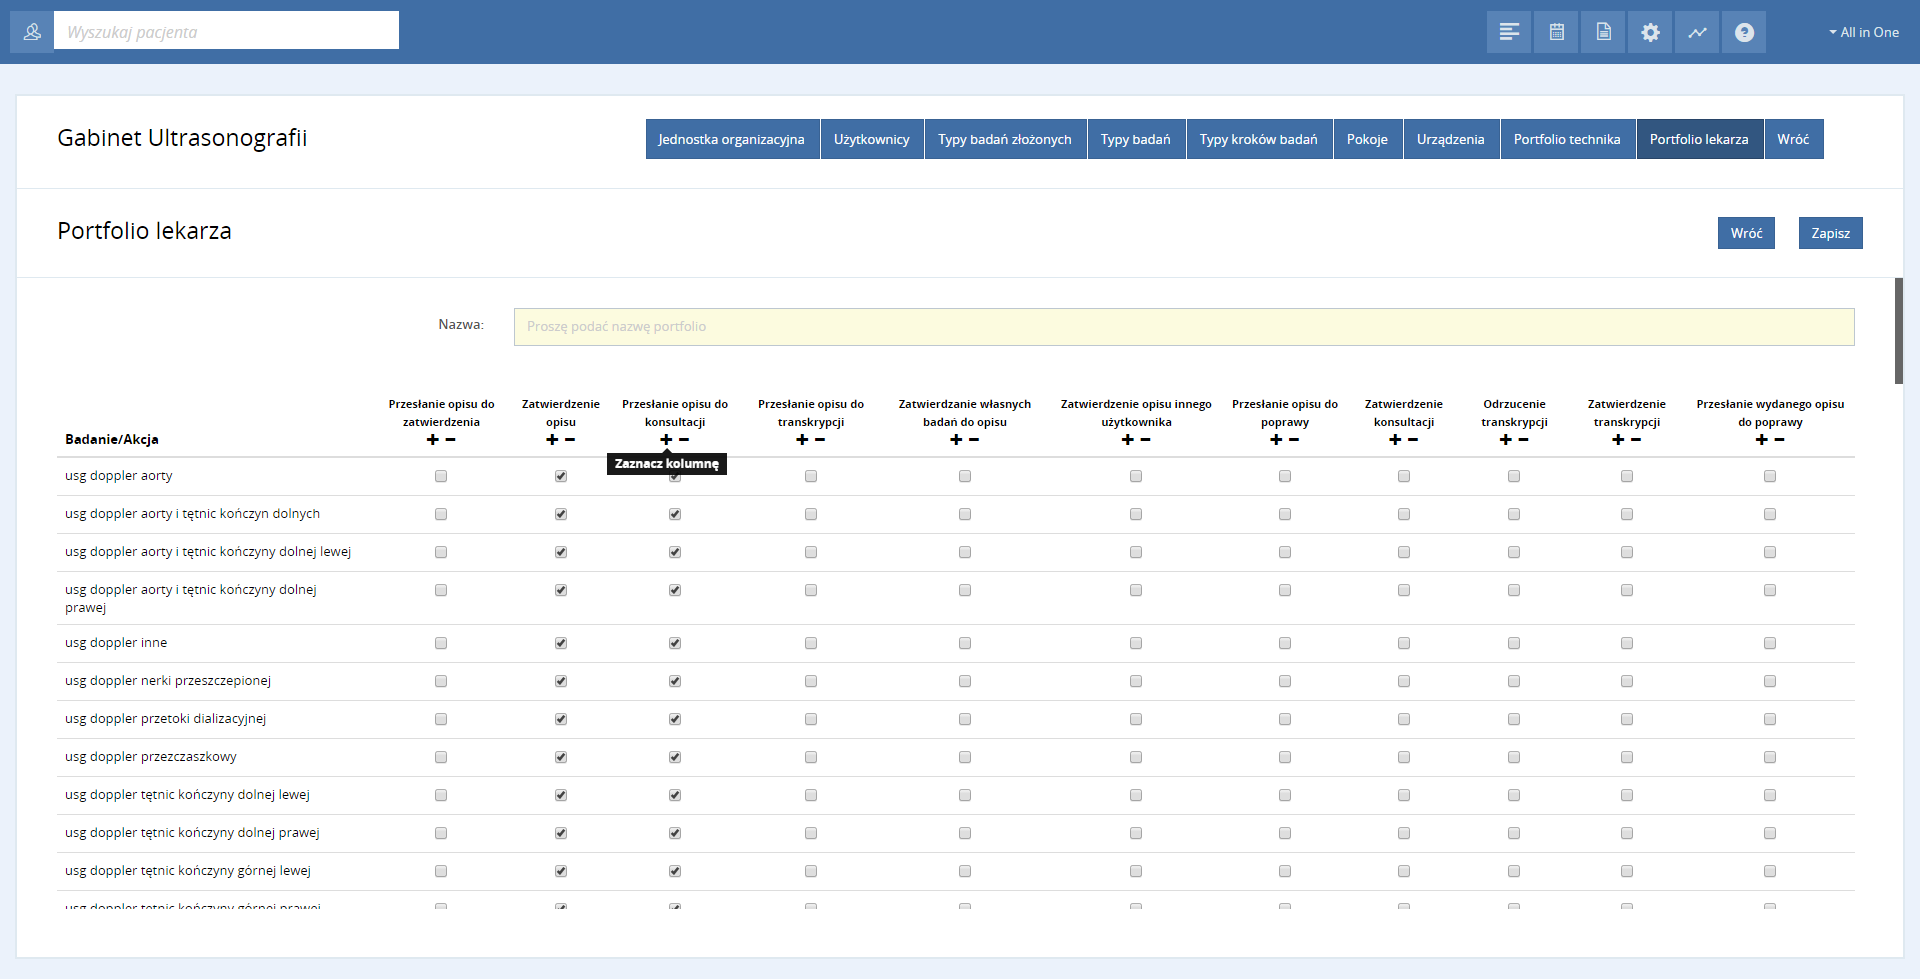 Wyszukaj pacjenta
All in One
Gabinet Ultrasonografii
Jednostka organizacyjna Użytkownicy Typy badań złożonych Typy badań Typy kroków badań Pokoje Urządzenia Portfolio technika Portfolio lekarza Wróć
Portfolio lekarza
Wróć Zapisz
Nazwa: Proszę podać nazwę portfolio
Przesłanie opisu do Zatwierdzenie Przesłanie opisu do Przesłanie opisu do Zatwierdzanie własnych Zatwierdzenie opisu innego Przesłanie opisu do Zatwierdzenie Odrzucenie Zatwierdzenie Przesłanie wydanego opisu
zatwierdzenia opisu konsultacji transkrypcji badań do opisu użytkownika poprawy konsultacji transkrypcji transkrypcji do poprawy
Badanie/Akcja
Zaznacz kolumnę
usg doppler aorty
usg doppler aorty i tętnic kończyn dolnych
usg doppler aorty i tętnic kończyny dolnej lewej
usg doppler aorty i tętnic kończyny dolnej
prawej
usg doppler inne
usg doppler nerki przeszczepionej
usg doppler przetoki dializacyjnej
usg doppler przezczaszkowy
usg doppler tętnic kończyny dolnej lewej
usg doppler tętnic kończyny dolnej prawej
usg doppler tętnic kończyny górnej lewej
usg doppler tętnic kończyny górnej prawej